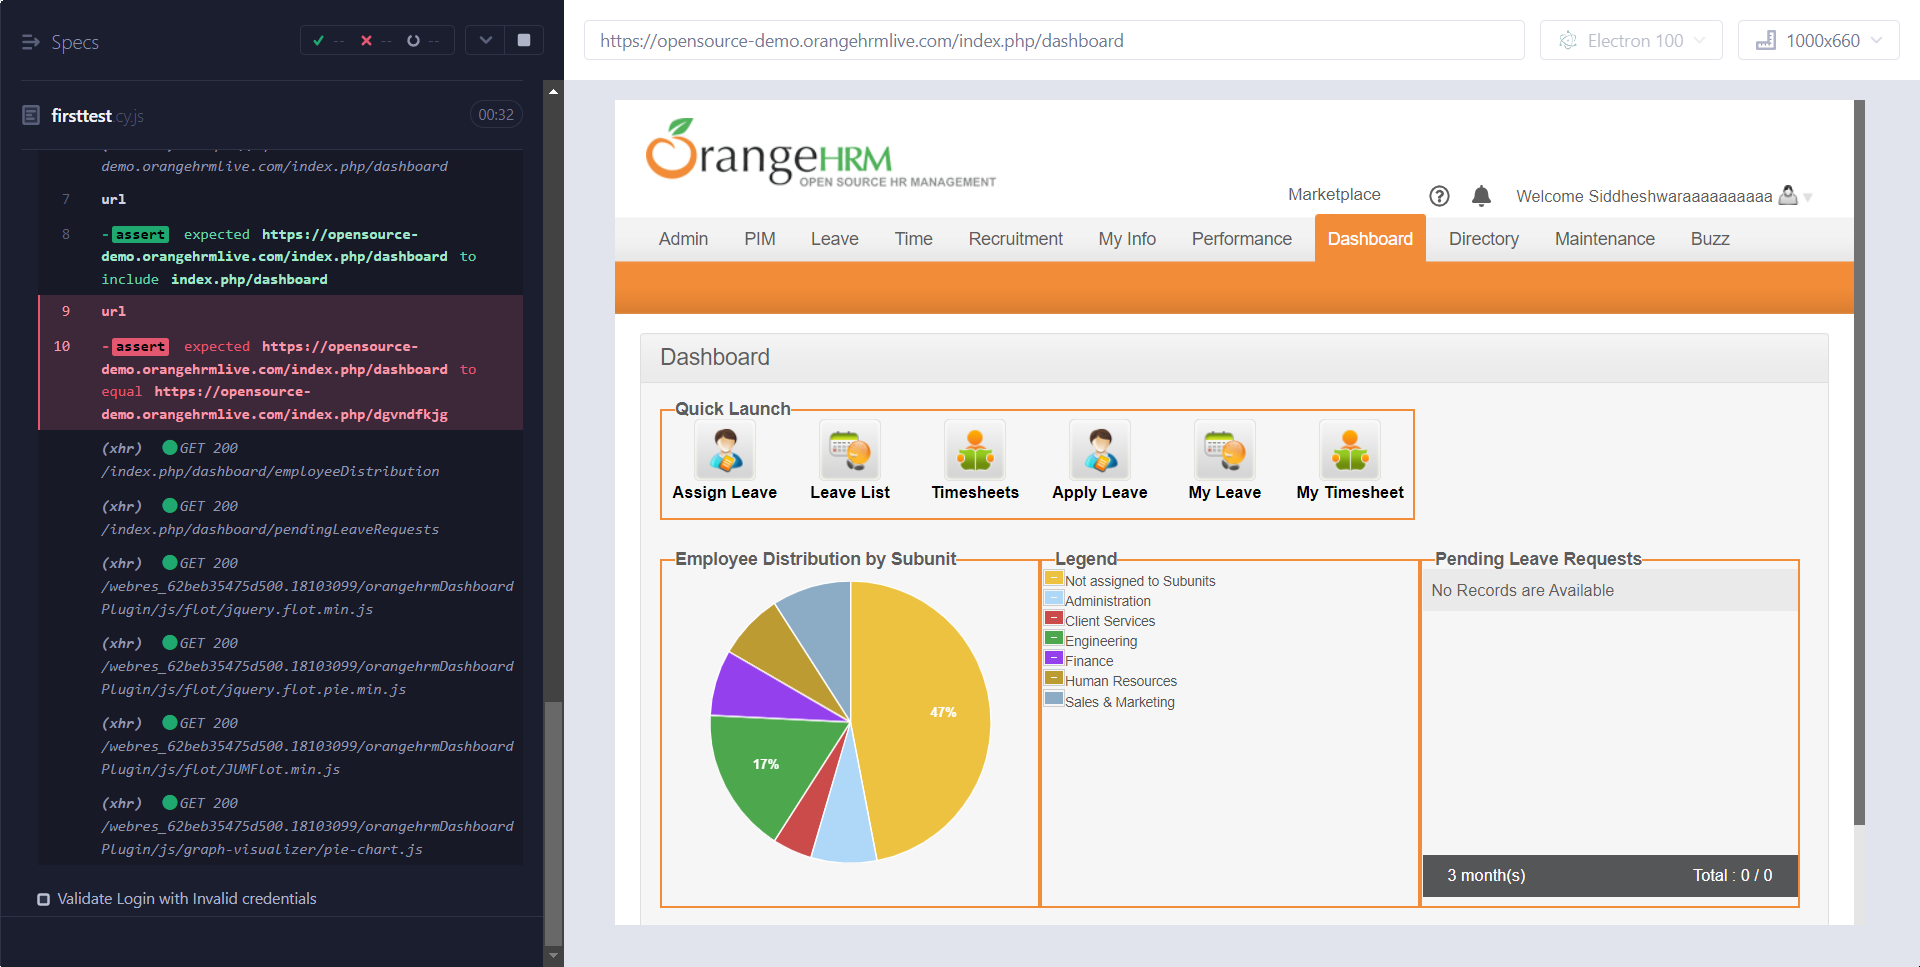 Specs
--
--
--
firsttest.cy.js
00:32
demo.orangehrmlive.com/index.php/dashboard
7 url
8 -assert expected https://opensource-
demo.orangehrmlive.com/index.php/dashboard to
include index.php/dashboard
9 url
10 -assert expected https://opensource-
demo.orangehrmlive.com/index.php/dashboard to
equal https://opensource-
demo.orangehrmlive.com/index.php/dgvndfkjg
(xhr) GET 200
/index.php/dashboard/employeeDistribution
(xhr) GET 200
/index.php/dashboard/pendingLeaveRequests
(xhr) GET 200
/webres_62beb35475d500.18103099/orangehrmDashboard
Plugin/js/flot/jquery.flot.min.js
(xhr) GET 200
/webres_62beb35475d500.18103099/orangehrmDashboard
Plugin/js/flot/jquery.flot.pie.min.js
(xhr) GET 200
/webres_62beb35475d500.18103099/orangehrmDashboard
Plugin/js/flot/JUMFlot.min.js
(xhr) GET 200
/webres_62beb35475d500.18103099/orangehrmDashboard
Plugin/js/graph-visualizer/pie-chart.js
Validate Login with Invalid credentials
https://opensource-demo.orangehrmlive.com/index.php/dashboard
Electron 100
1000x660
OrangeHRM
OPEN SOURCE HR MANAGEMENT
Marketplace
Welcome Siddheshwaraaaaaaaaaa
Admin PIM Leave Time Recruitment My Info Performance Dashboard Directory Maintenance Buzz
Dashboard
Quick Launch
Assign Leave Leave List Timesheets Apply Leave My Leave My Timesheet
Employee Distribution by Subunit
47%
17%
Legend
Not assigned to Subunits
Administration
Client Services
Engineering
Finance
Human Resources
Sales & Marketing
Pending Leave Requests
No Records are Available
3 month(s) Total : 0 / 0